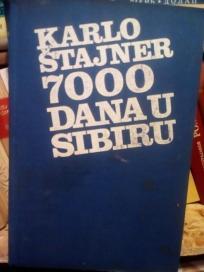 KARLO
ŠTAJNER
7000
DANA U
SIBIRU